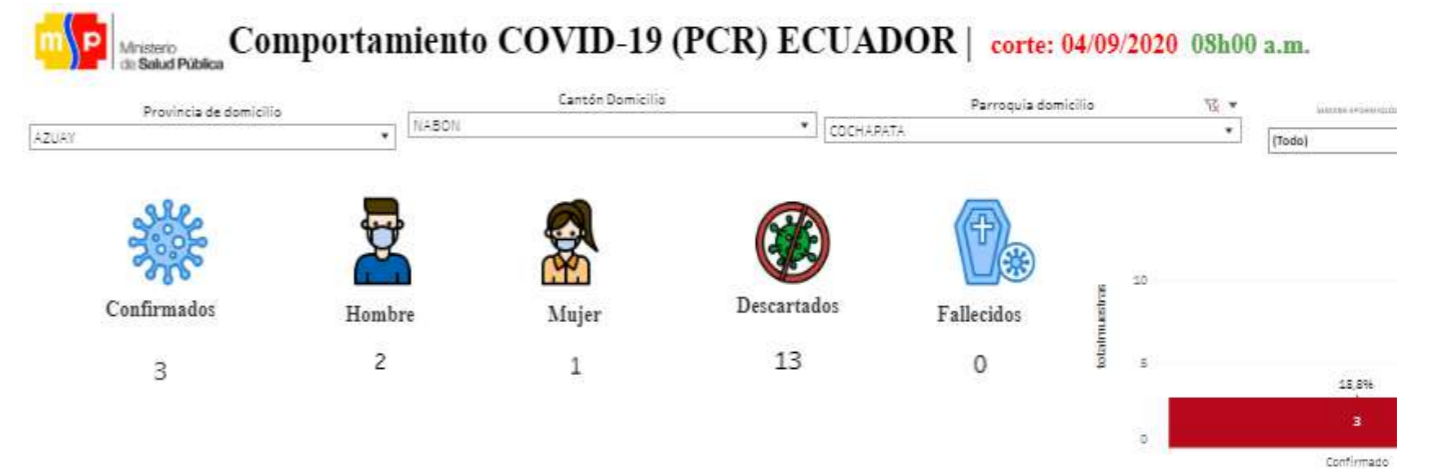 msp
Ministerio
de Salud Pública
Comportamiento COVID-19 (PCR) ECUADOR | corte: 04/09/2020 08h00 a.m.
Provincia de domicilio
Cantón Domicilio
Parroquia domicilio
AZUAY
NABON
COCHAPATA
(Todo)
Confirmados
Hombre
Mujer
Descartados
Fallecidos
3
2
1
13
0
totalmuestras
10
5
0
18,8%
3
Confirmado